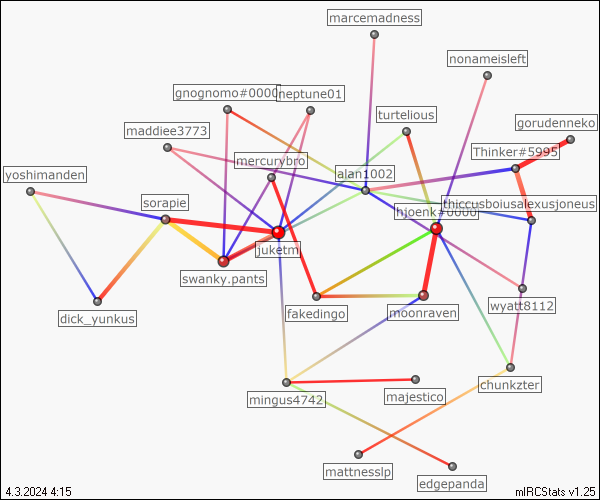 marcemadness
nonameisleft
gnognomo#0000
neptune01
turtelious
gorudenneko
maddiee3773
mercurybro
Thinker#5995
yoshimanden
alan1002
sorapie
thiccusboiusalexusjoneus
hjoenk#0000
juketm
swanky.pants
dick_yunkus
fakedingo
moonraven
wyatt8112
mingus4742
majestico
chunkzter
mattnesslp
edgepanda
4.3.2024 4:15
mIRCStats v1.25